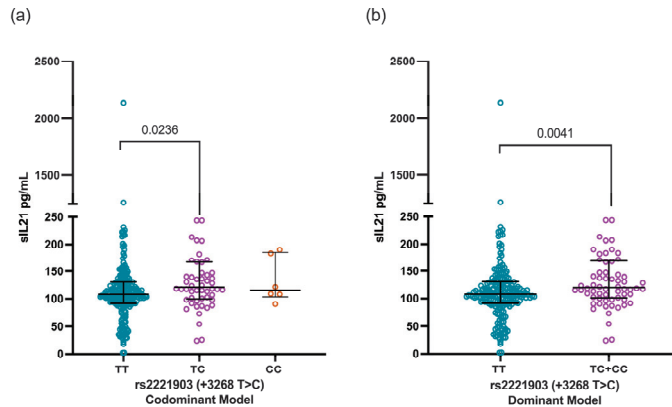 (a)
(b)
2500
2000
1500
250
200
150
100
50
0
sIL21 pg/mL
0.0236
TT
TC
CC
rs2221903 (+3268 T>C)
Codominant Model
2500
2000
1500
250
200
150
100
50
0
sIL21 pg/mL
0.0041
TT
TC+CC
rs2221903 (+3268 T>C)
Dominant Model